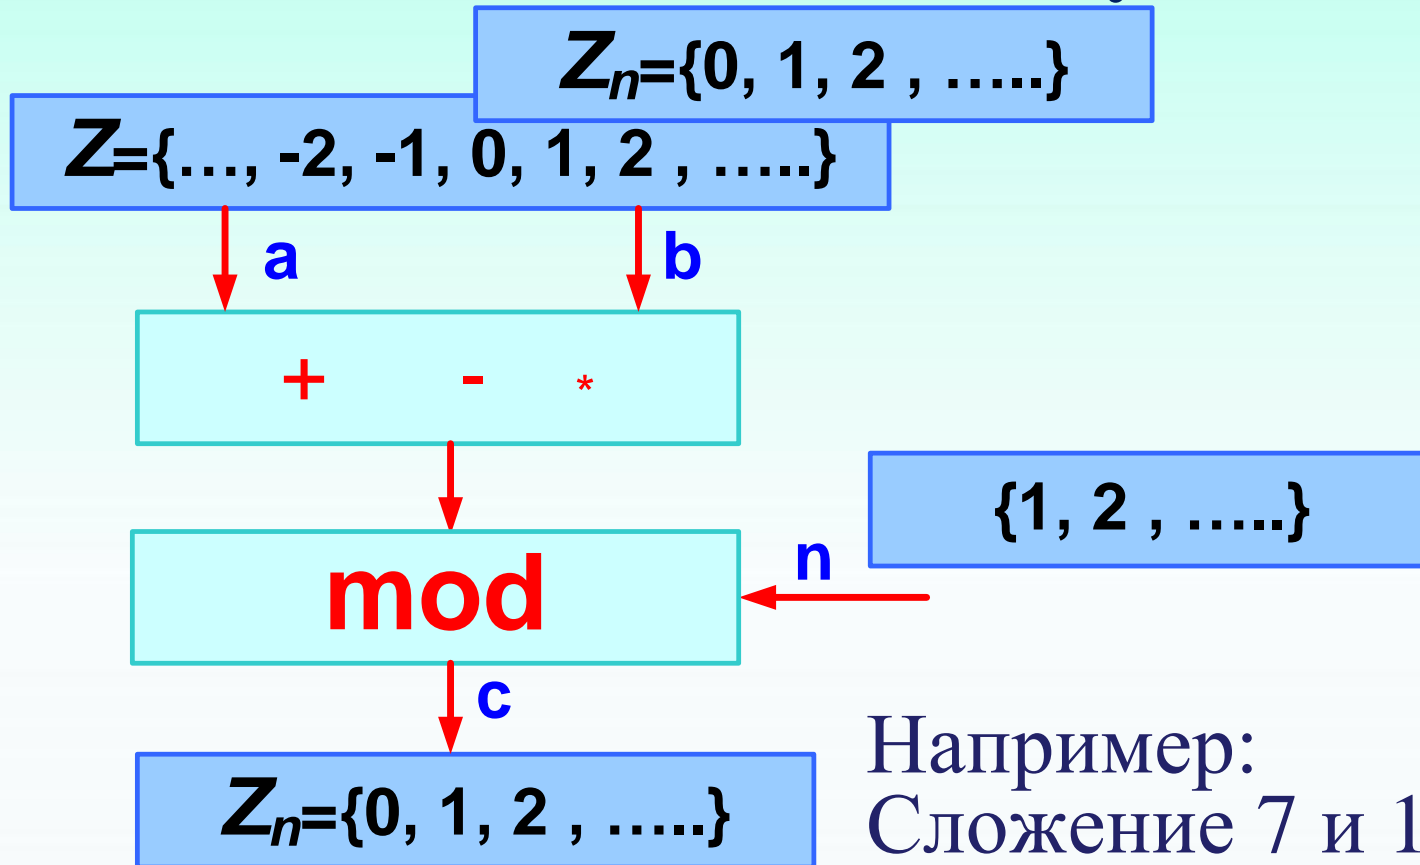 Zn={0, 1, 2 , …..}
Z={…, -2, -1, 0, 1, 2 , …..}
a b
+ - *
{1, 2 , …..}
mod n
c
Например:
Сложение 7 и 1
Zn={0, 1, 2 , …..}